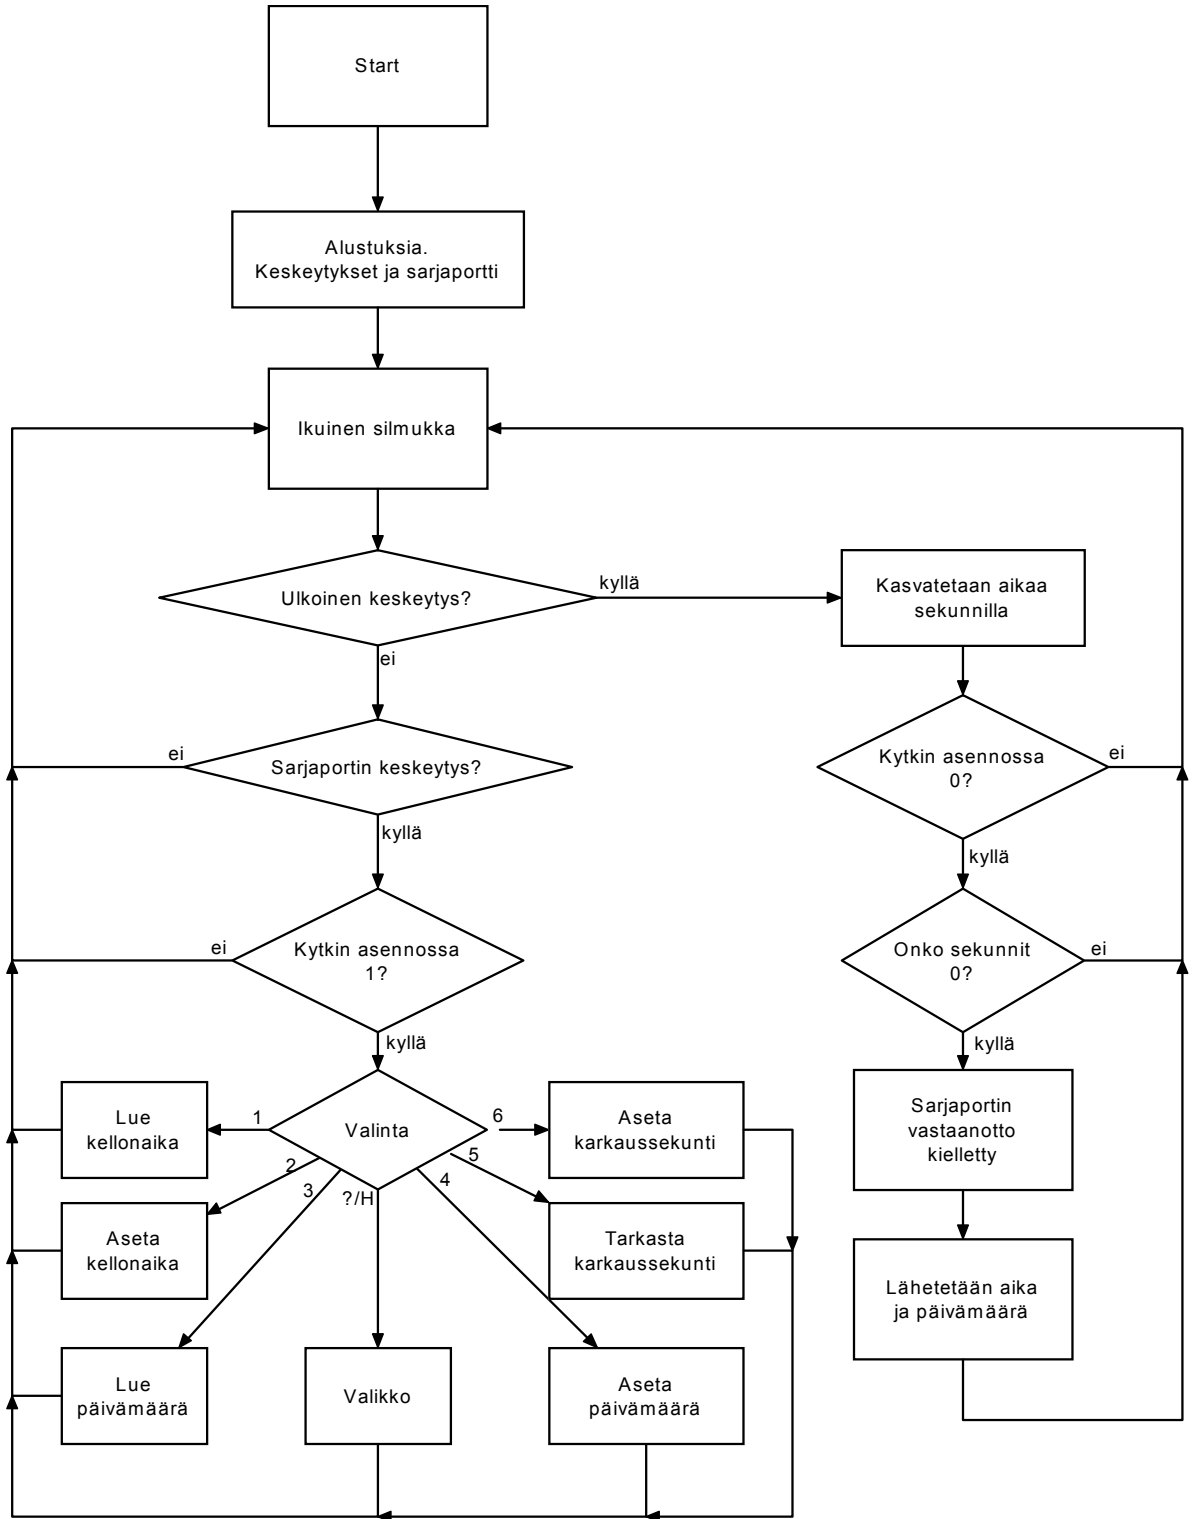 Start
Alustuksia.
Keskeytykset ja sarjaportti
Ikuinen silmukka
Ulkoinen keskeytys?
kyllä
Kasvatetaan aikaa
sekunnilla
ei
Sarjaportin keskeytys?
ei
Kytkin asennossa
0?
ei
kyllä
kyllä
Kytkin asennossa
1?
ei
Onko sekunnit
0?
ei
kyllä
kyllä
Valinta
1
2
3
?/H
4
5
6
Lue
kellonaika
Aseta
karkaussekunti
Sarjaportin
vastaanotto
kielletty
Aseta
kellonaika
Tarkasta
karkaussekunti
Lähetetään aika
ja päivämäärä
Lue
päivämäärä
Valikko
Aseta
päivämäärä